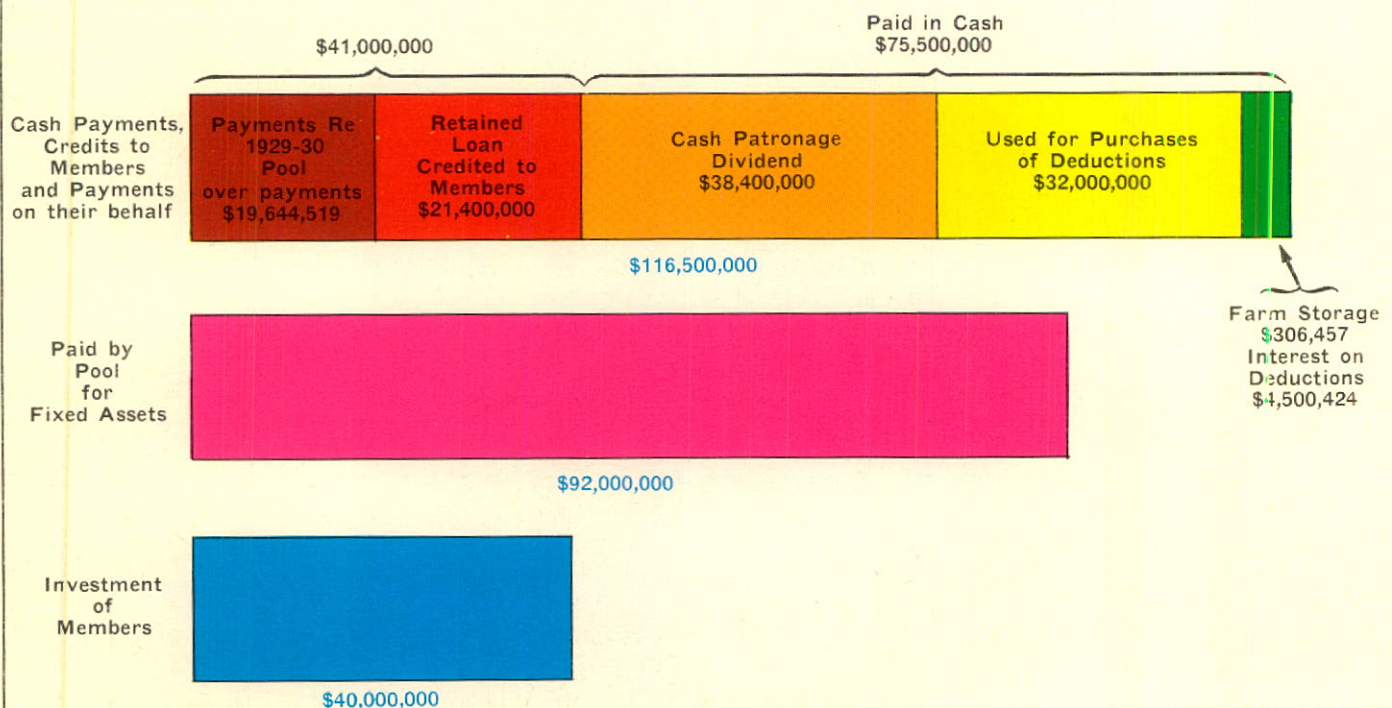 $41,000,000
Paid in Cash
$75,500,000
Cash Payments,
Credits to
Members
and Payments
on their behalf
Payments Re
1929-30
Pool
over payments
$19,644,519
Retained
Loan
Credited to
Members
$21,400,000
Cash Patronage
Dividend
$38,400,000
Used for Purchases
of Deductions
$32,000,000
$116,500,000
Farm Storage
$306,457
Interest on
Deductions
$4,500,424
Paid by
Pool
for
Fixed Assets
$92,000,000
Investment
of
Members
$40,000,000